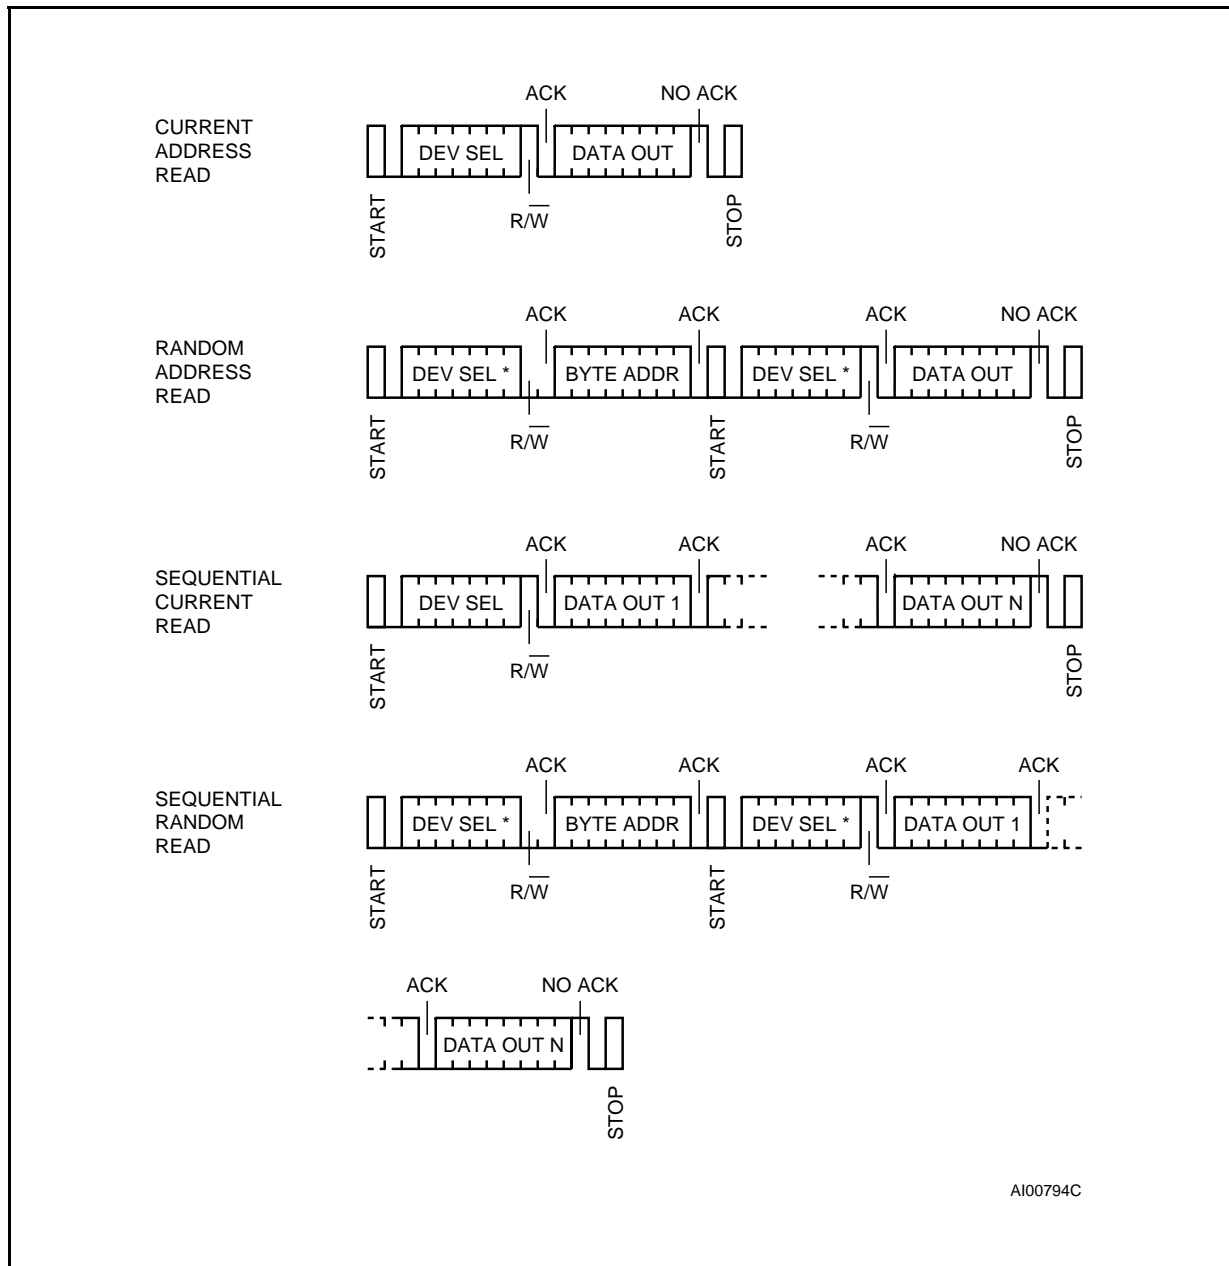 ACK NO ACK
CURRENT
ADDRESS
READ
DEV SEL DATA OUT
R/W̅
START STOP
ACK ACK ACK NO ACK
RANDOM
ADDRESS
READ
DEV SEL * BYTE ADDR DEV SEL * DATA OUT
R/W̅ R/W̅
START START STOP
ACK ACK ACK NO ACK
SEQUENTIAL
CURRENT
READ
DEV SEL DATA OUT 1 DATA OUT N
R/W̅
START STOP
ACK ACK ACK ACK
SEQUENTIAL
RANDOM
READ
DEV SEL * BYTE ADDR DEV SEL * DATA OUT 1
R/W̅ R/W̅
START START
ACK NO ACK
DATA OUT N
STOP
AI00794C